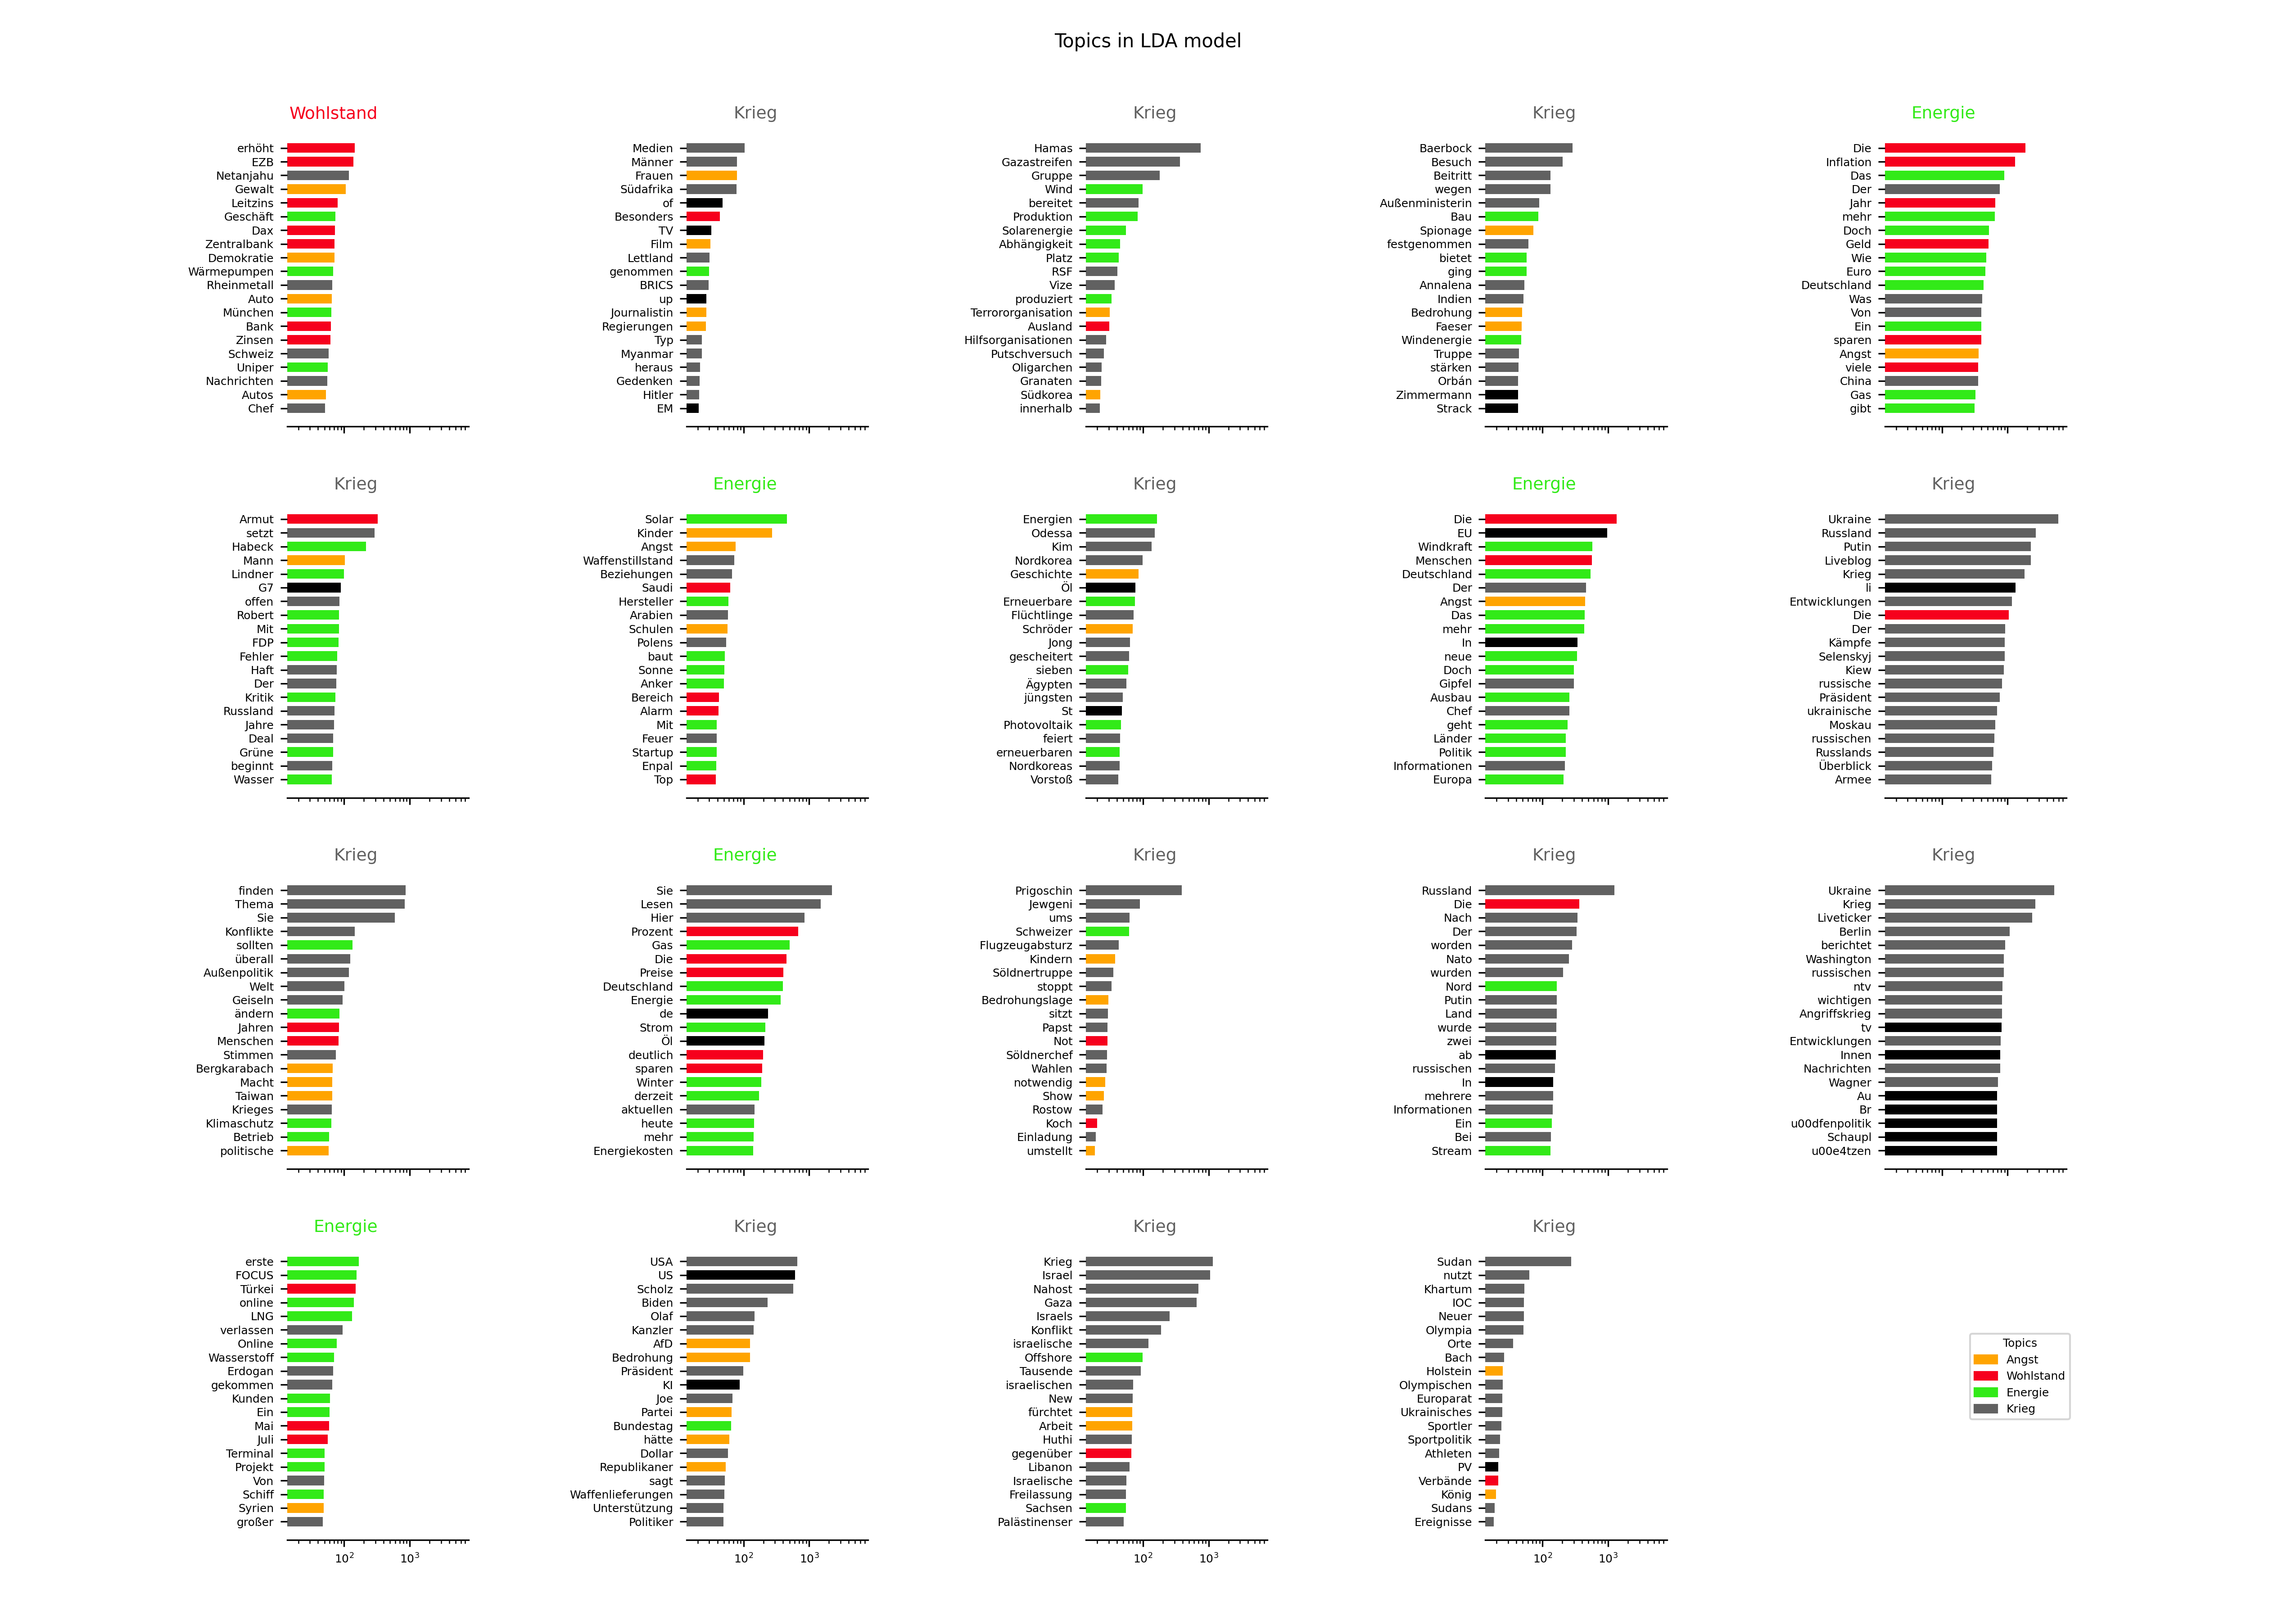 Topics in LDA model
Wohlstand
erhöht
EZB
Netanjahu
Gewalt
Leitzins
Geschäft
Dax
Zentralbank
Demokratie
Wärmepumpen
Rheinmetall
Auto
München
Bank
Zinsen
Schweiz
Uniper
Nachrichten
Autos
Chef
Krieg
Medien
Männer
Frauen
Südafrika
of
Besonders
TV
Film
Lettland
genommen
BRICS
up
Journalistin
Regierungen
Typ
Myanmar
heraus
Gedenken
Hitler
EM
Krieg
Hamas
Gazastreifen
Gruppe
Wind
bereitet
Produktion
Solarenergie
Abhängigkeit
Platz
RSF
Vize
produziert
Terrororganisation
Ausland
Hilfsorganisationen
Putschversuch
Oligarchen
Granaten
Südkorea
innerhalb
Krieg
Baerbock
Besuch
Beitritt
wegen
Außenministerin
Bau
Spionage
festgenommen
bietet
ging
Annalena
Indien
Bedrohung
Faeser
Windenergie
Truppe
stärken
Orbán
Zimmermann
Strack
Energie
Die
Inflation
Das
Der
Jahr
mehr
Doch
Geld
Wie
Euro
Deutschland
Was
Von
Ein
sparen
Angst
viele
China
Gas
gibt
Krieg
Armut
setzt
Habeck
Mann
Lindner
G7
offen
Robert
Mit
FDP
Fehler
Haft
Der
Kritik
Russland
Jahre
Deal
Grüne
beginnt
Wasser
Energie
Solar
Kinder
Angst
Waffenstillstand
Beziehungen
Saudi
Hersteller
Arabien
Schulen
Polens
baut
Sonne
Anker
Bereich
Alarm
Mit
Feuer
Startup
Enpal
Top
Krieg
Energien
Odessa
Kim
Nordkorea
Geschichte
Öl
Erneuerbare
Flüchtlinge
Schröder
Jong
gescheitert
sieben
Ägypten
jüngsten
St
Photovoltaik
feiert
erneuerbaren
Nordkoreas
Vorstoß
Energie
Die
EU
Windkraft
Menschen
Deutschland
Der
Angst
Das
mehr
In
neue
Doch
Gipfel
Ausbau
Chef
geht
Länder
Politik
Informationen
Europa
Krieg
Ukraine
Russland
Putin
Liveblog
Krieg
li
Entwicklungen
Die
Der
Kämpfe
Selenskyj
Kiew
russische
Präsident
ukrainische
Moskau
russischen
Russlands
Überblick
Armee
Krieg
finden
Thema
Sie
Konflikte
sollten
überall
Außenpolitik
Welt
Geiseln
ändern
Jahren
Menschen
Stimmen
Bergkarabach
Macht
Taiwan
Krieges
Klimaschutz
Betrieb
politische
Energie
Sie
Lesen
Hier
Prozent
Gas
Die
Preise
Deutschland
Energie
de
Strom
Öl
deutlich
sparen
Winter
derzeit
aktuellen
heute
mehr
Energiekosten
Krieg
Prigoschin
Jewgeni
ums
Schweizer
Flugzeugabsturz
Kindern
Söldnertruppe
stoppt
Bedrohungslage
sitzt
Papst
Not
Söldnerchef
Wahlen
notwendig
Show
Rostow
Koch
Einladung
umstellt
Krieg
Russland
Die
Nach
Der
worden
Nato
wurden
Nord
Putin
Land
wurde
zwei
ab
russischen
In
mehrere
Informationen
Ein
Bei
Stream
Krieg
Ukraine
Krieg
Liveticker
Berlin
berichtet
Washington
russischen
ntv
wichtigen
Angriffskrieg
tv
Entwicklungen
Innen
Nachrichten
Wagner
Au
Br
u00dfenpolitik
Schaupl
u00e4tzen
Energie
erste
FOCUS
Türkei
online
LNG
verlassen
Online
Wasserstoff
Erdogan
gekommen
Kunden
Ein
Mai
Juli
Terminal
Projekt
Von
Schiff
Syrien
großer
10² 10³
Krieg
USA
US
Scholz
Biden
Olaf
Kanzler
AfD
Bedrohung
Präsident
KI
Joe
Partei
Bundestag
hätte
Dollar
Republikaner
sagt
Waffenlieferungen
Unterstützung
Politiker
10² 10³
Krieg
Krieg
Israel
Nahost
Gaza
Israels
Konflikt
israelische
Offshore
Tausende
israelischen
New
fürchtet
Arbeit
Huthi
gegenüber
Libanon
Israelische
Freilassung
Sachsen
Palästinenser
10² 10³
Krieg
Sudan
nutzt
Khartum
IOC
Neuer
Olympia
Orte
Bach
Holstein
Olympischen
Europarat
Ukrainisches
Sportler
Sportpolitik
Athleten
PV
Verbände
König
Sudans
Ereignisse
10² 10³
Topics
Angst
Wohlstand
Energie
Krieg